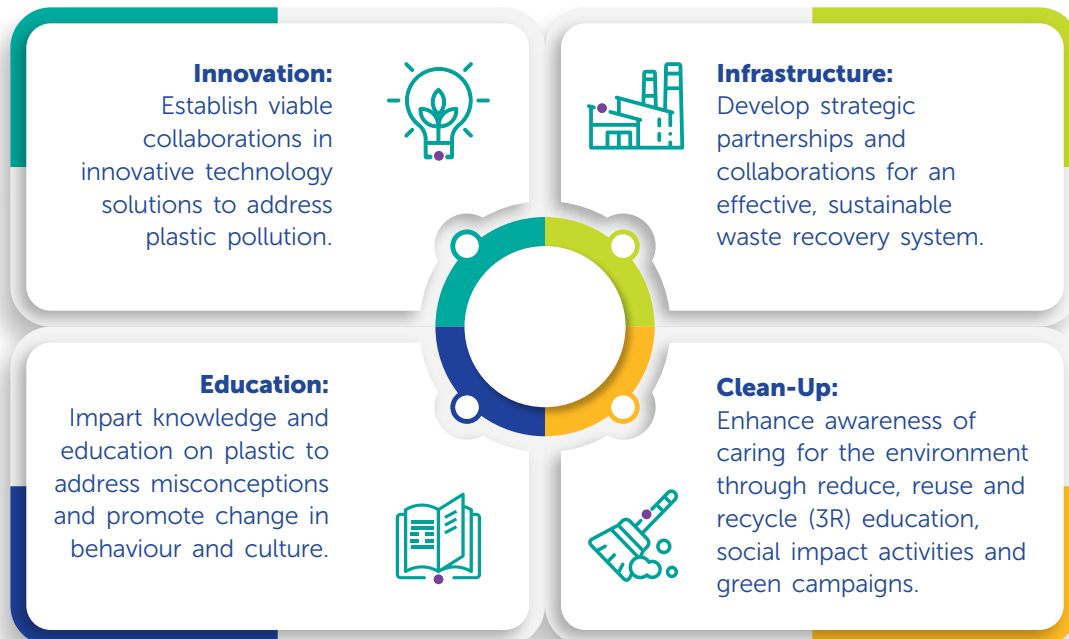 Innovation:
Establish viable
collaborations in
innovative technology
solutions to address
plastic pollution.
Infrastructure:
Develop strategic
partnerships and
collaborations for an
effective, sustainable
waste recovery system.
Education:
Impart knowledge and
education on plastic to
address misconceptions
and promote change in
behaviour and culture.
Clean-Up:
Enhance awareness of
caring for the environment
through reduce, reuse and
recycle (3R) education,
social impact activities and
green campaigns.